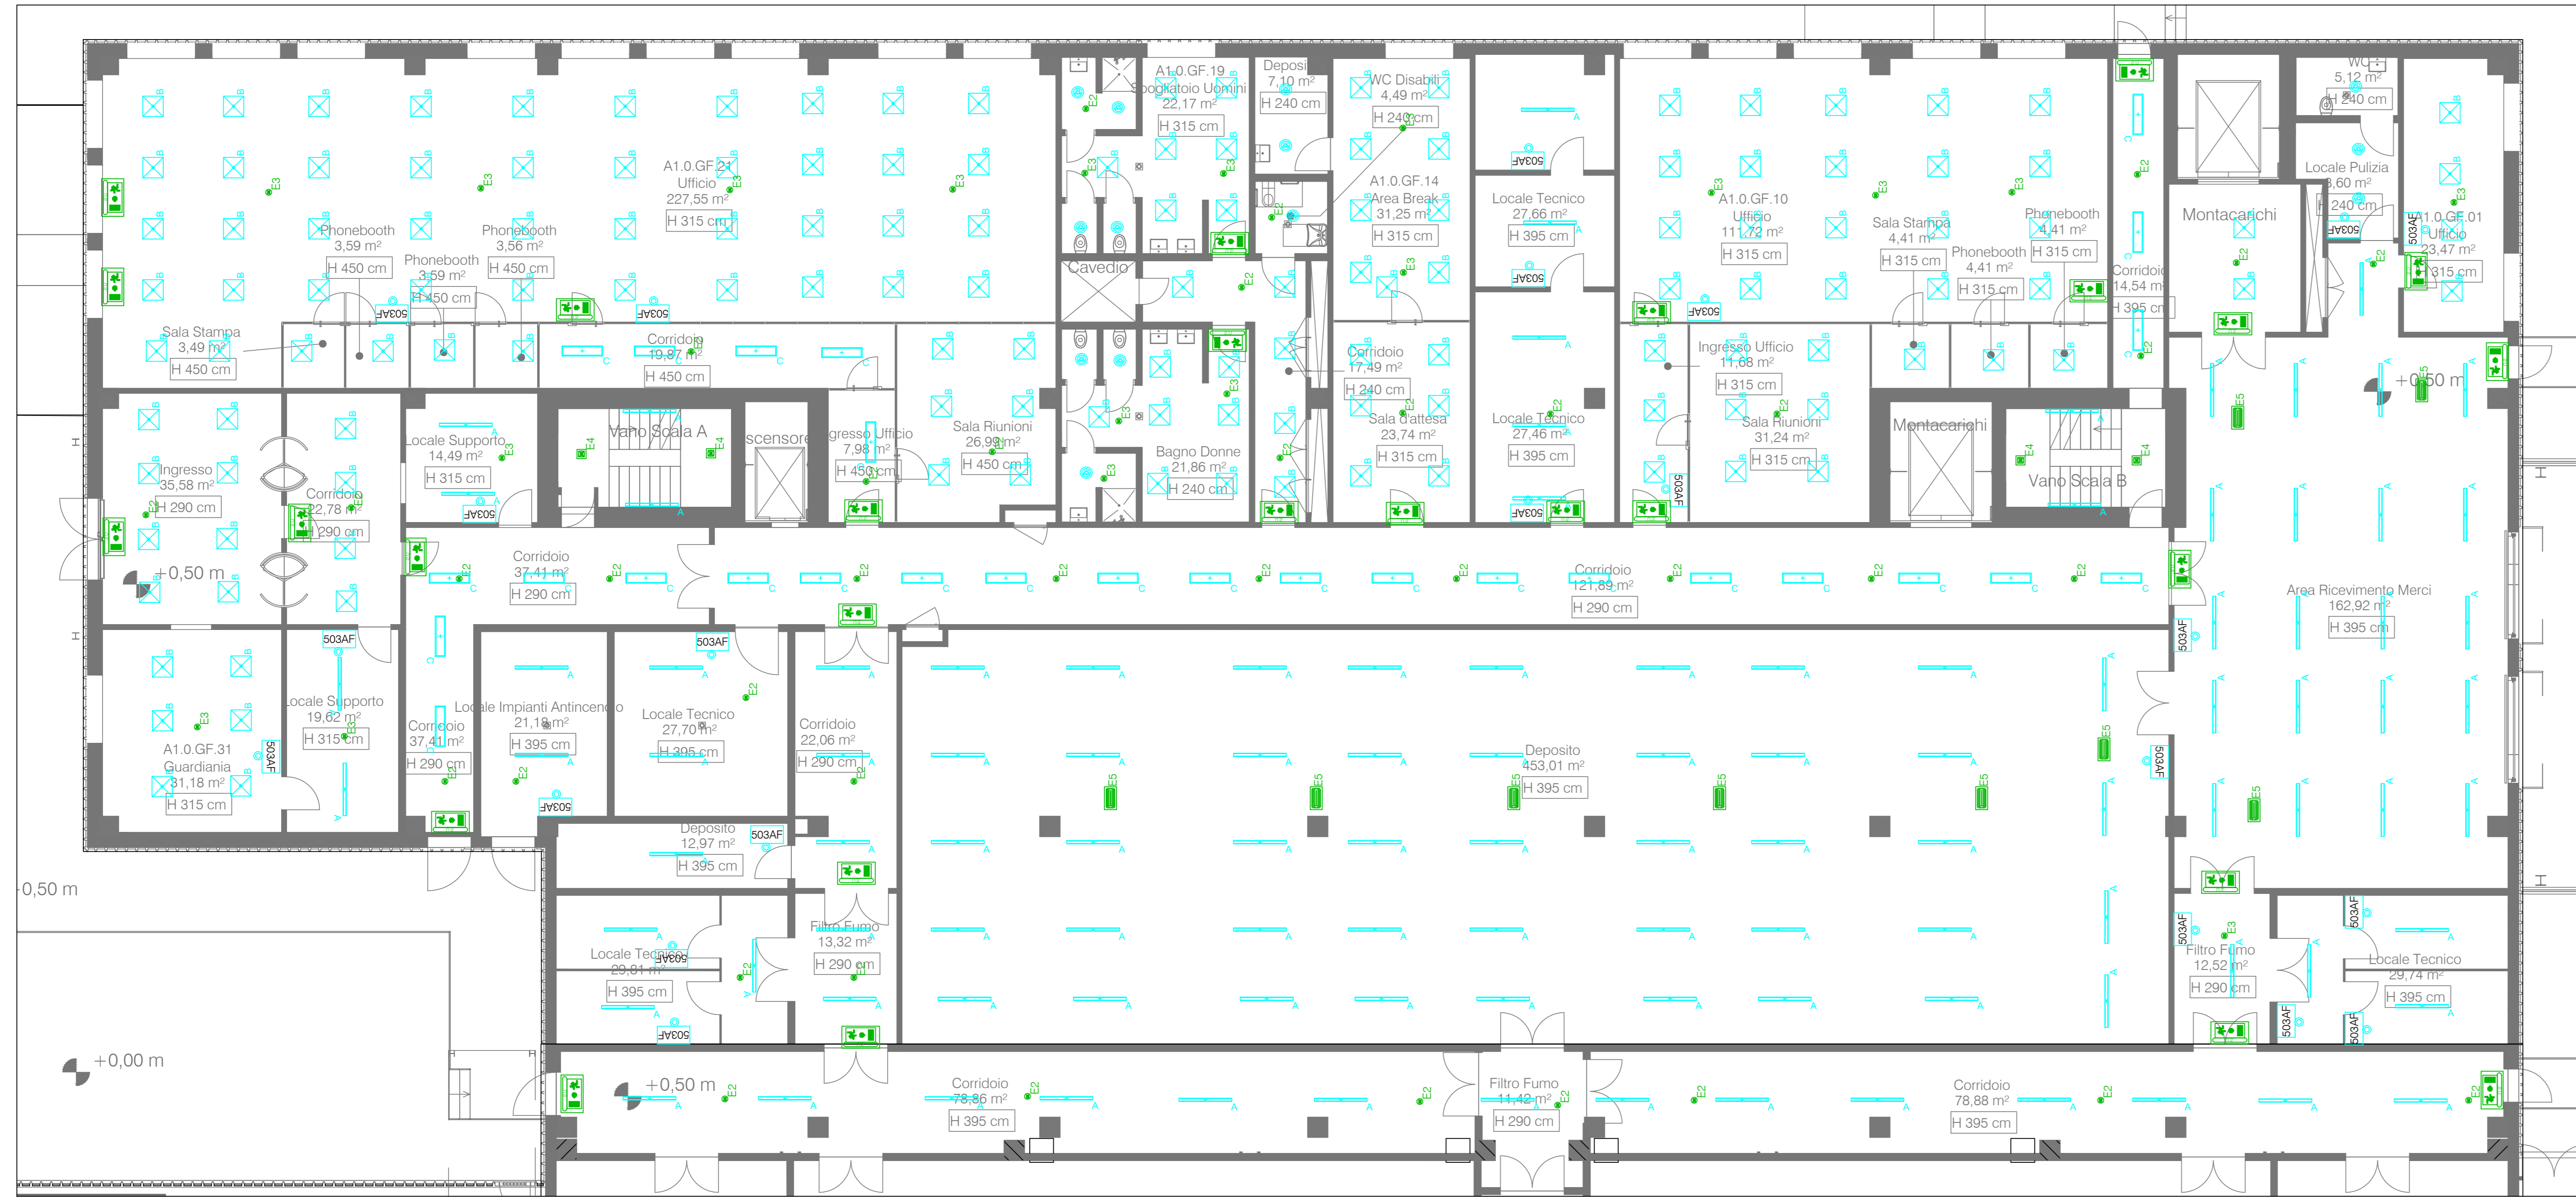 A1.0.GF.21
Ufficio
227,55 m²
H 315 cm
Phonebooth
3,59 m²
H 450 cm
Phonebooth
3,59 m²
H 450 cm
Phonebooth
3,56 m²
H 450 cm
Sala Stampa
3,49 m²
H 450 cm
Corridoio
19,87 m²
H 450 cm
A1.0.GF.19
Spogliatoio Uomini
22,17 m²
H 315 cm
Deposi
7,10 m²
H 240 cm
WC Disabili
4,49 m²
H 240 cm
A1.0.GF.14
Area Break
31,25 m²
H 315 cm
Cavedio
Locale Tecnico
27,66 m²
H 395 cm
A1.0.GF.10
Ufficio
111,72 m²
H 315 cm
Sala Stampa
4,41 m²
H 315 cm
Phonebooth
4,41 m²
H 315 cm
Phonebooth
4,41 m²
H 315 cm
Corridoio
14,54 m²
H 395 cm
Montacarichi
WC
5,12 m²
H 240 cm
Locale Pulizia
3,60 m²
H 240 cm
A1.0.GF.01
Ufficio
23,47 m²
H 315 cm
Ingresso
35,58 m²
H 290 cm
Corridoio
22,78 m²
H 290 cm
Locale Supporto
14,49 m²
H 315 cm
Vano Scala A
scensore
gresso Ufficio
7,98 m²
H 450 cm
Sala Riunioni
26,99 m²
H 450 cm
Bagno Donne
21,86 m²
H 240 cm
Corridoio
17,49 m²
H 240 cm
Sala d'attesa
23,74 m²
H 315 cm
Locale Tecnico
27,46 m²
H 395 cm
Ingresso Ufficio
11,68 m²
H 315 cm
Sala Riunioni
31,24 m²
H 315 cm
Montacarichi
Vano Scala B
+0,50 m
+0,50 m
Corridoio
37,41 m²
H 290 cm
Corridoio
121,89 m²
H 290 cm
Area Ricevimento Merci
162,92 m²
H 395 cm
A1.0.GF.31
Guardiania
31,18 m²
H 315 cm
Locale Supporto
19,62 m²
H 315 cm
Corridoio
37,41 m²
H 290 cm
Locale Impianti Antincendio
21,18 m²
H 395 cm
Locale Tecnico
27,70 m²
H 395 cm
Corridoio
22,06 m²
H 290 cm
Deposito
453,01 m²
H 395 cm
Deposito
12,97 m²
H 395 cm
Locale Tecnico
29,81 m²
H 395 cm
Filtro Fumo
13,32 m²
H 290 cm
Filtro Fumo
12,52 m²
H 290 cm
Locale Tecnico
29,74 m²
H 395 cm
-0,50 m
+0,00 m
+0,50 m
Corridoio
78,86 m²
H 395 cm
Filtro Fumo
11,42 m²
H 290 cm
Corridoio
78,88 m²
H 395 cm
503AF
A
B
C
E2
E3
E4
E5